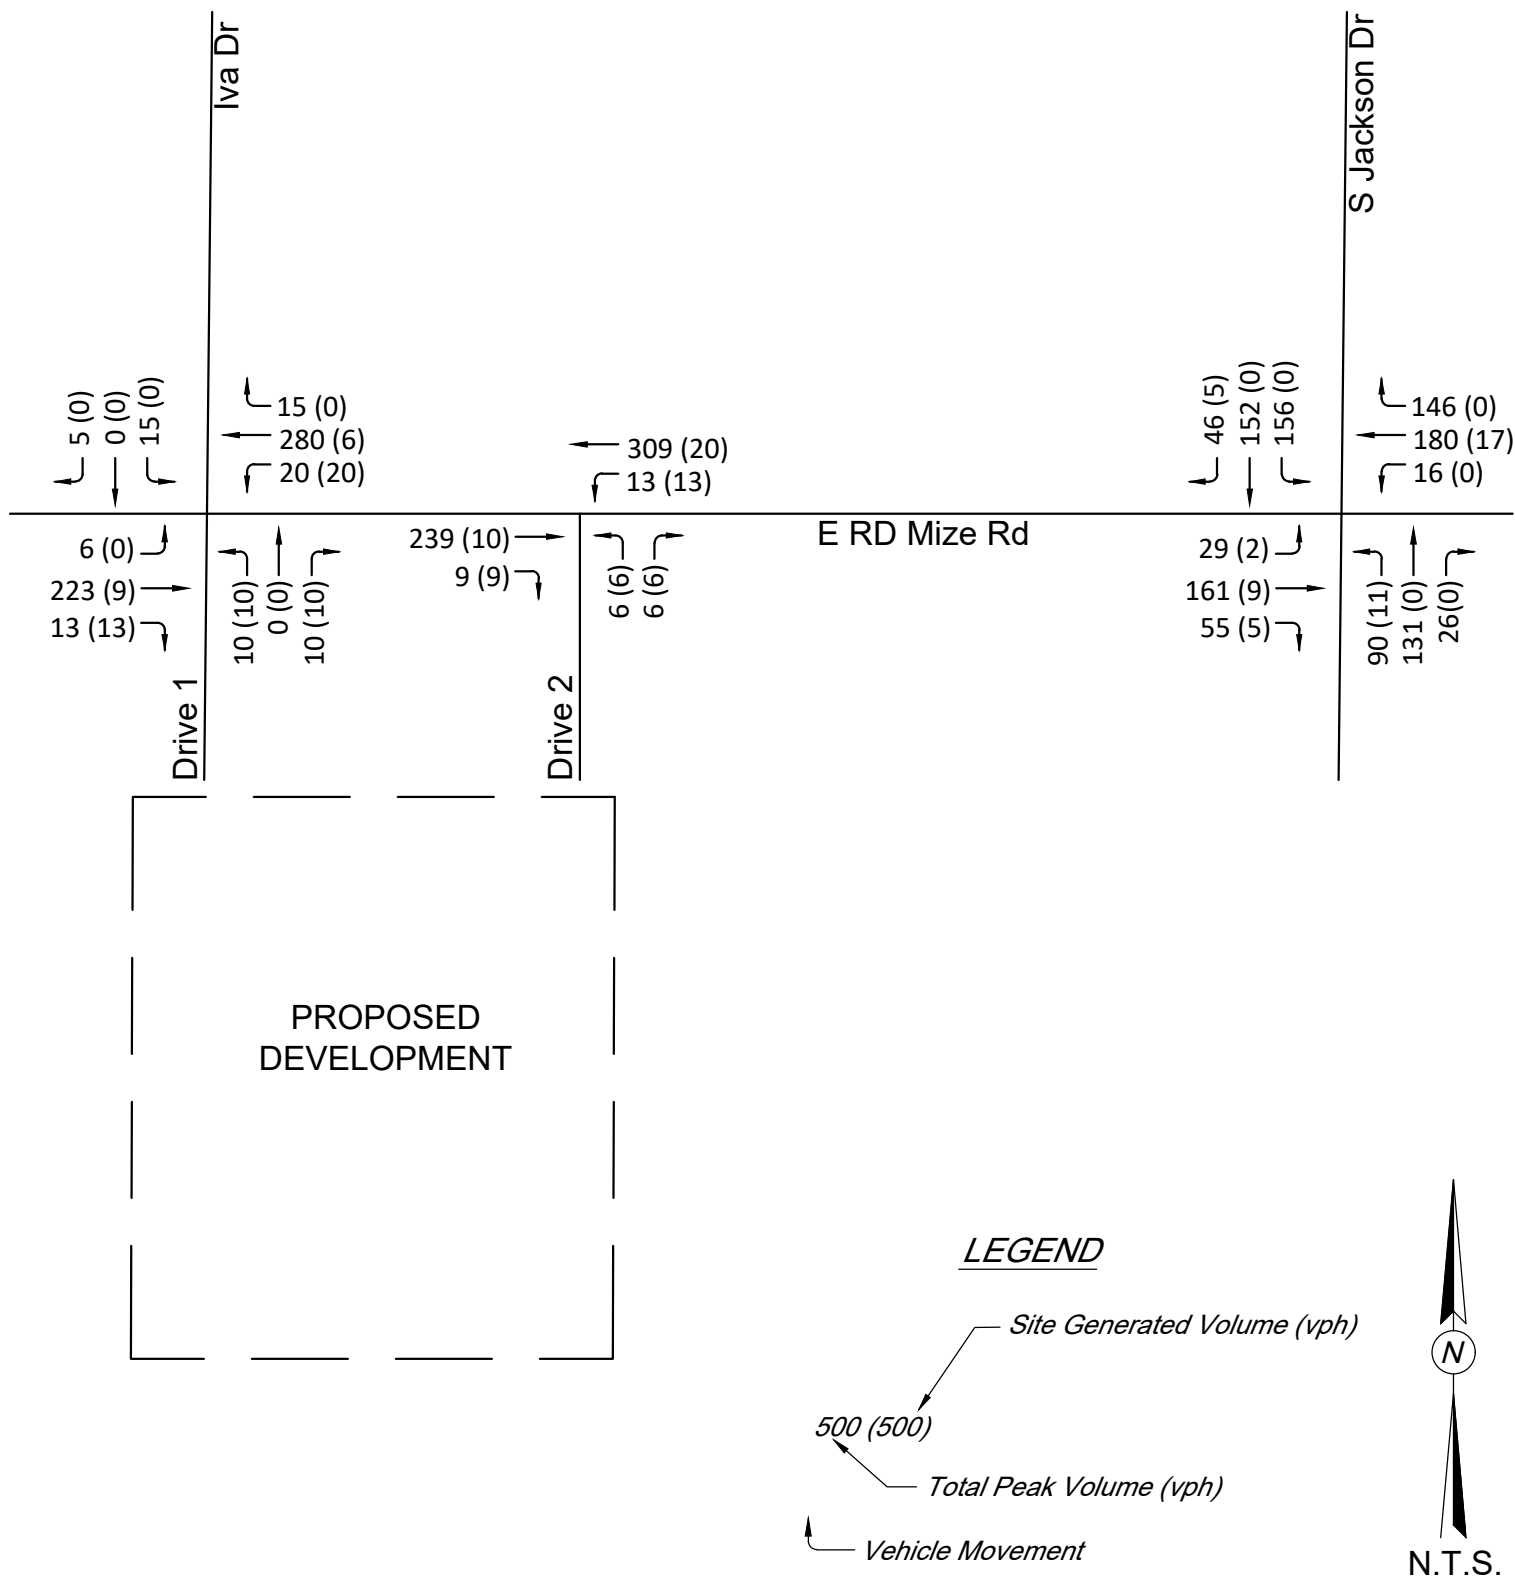 Iva Dr
S Jackson Dr
5 (0)
0 (0)
15 (0)
15 (0)
280 (6)
20 (20)
309 (20)
13 (13)
46 (5)
152 (0)
156 (0)
146 (0)
180 (17)
16 (0)
E RD Mize Rd
6 (0)
223 (9)
13 (13)
10 (10)
0 (0)
10 (10)
239 (10)
9 (9)
6 (6)
6 (6)
29 (2)
161 (9)
55 (5)
90 (11)
131 (0)
26(0)
Drive 1
Drive 2
PROPOSED
DEVELOPMENT
LEGEND
Site Generated Volume (vph)
500 (500)
Total Peak Volume (vph)
Vehicle Movement
N
N.T.S.